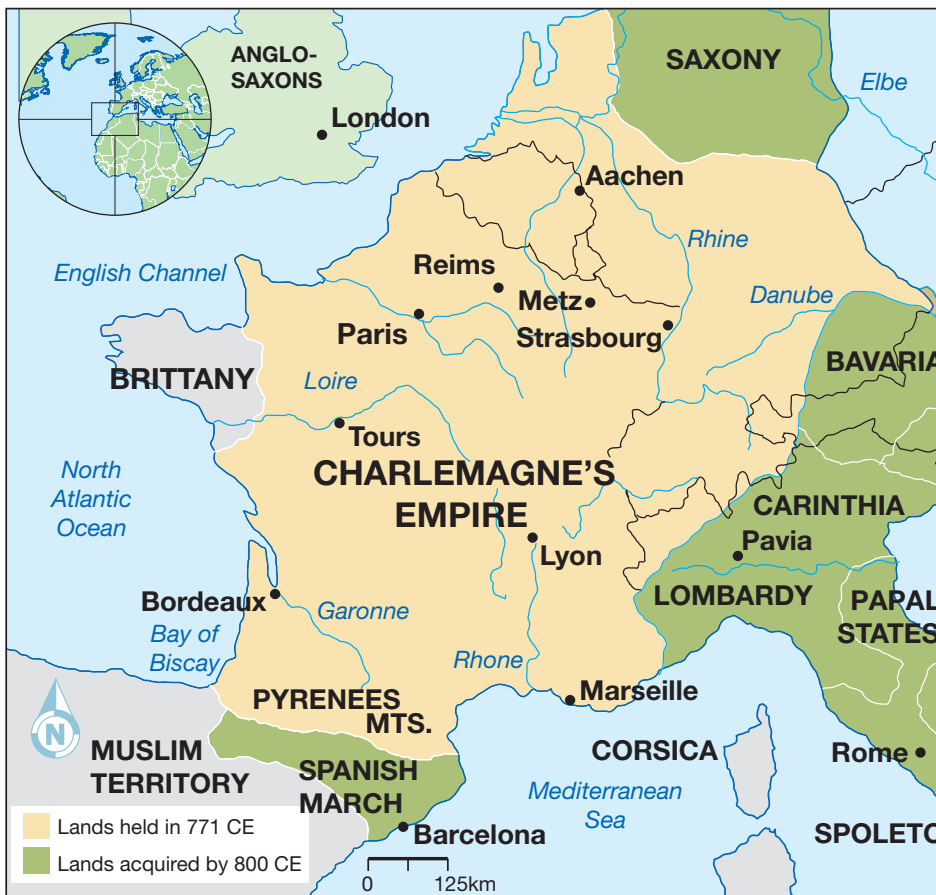 ANGLO-
SAXONS
London
SAXONY
Elbe
Aachen
Rhine
English Channel
Reims
Metz
Danube
Paris
Strasbourg
BRITTANY
BAVARIA
Loire
Tours
CHARLEMAGNE'S
EMPIRE
North
Atlantic
Ocean
CARINTHIA
Pavia
Lyon
LOMBARDY
PAPAL
STATES
Bordeaux
Garonne
Bay of
Biscay
Rhone
PYRENEES
MTS.
Marseille
N
MUSLIM
TERRITORY
CORSICA
Rome
SPANISH
MARCH
Mediterranean
Sea
Barcelona
SPOLETO
Lands held in 771 CE
Lands acquired by 800 CE
0 125km